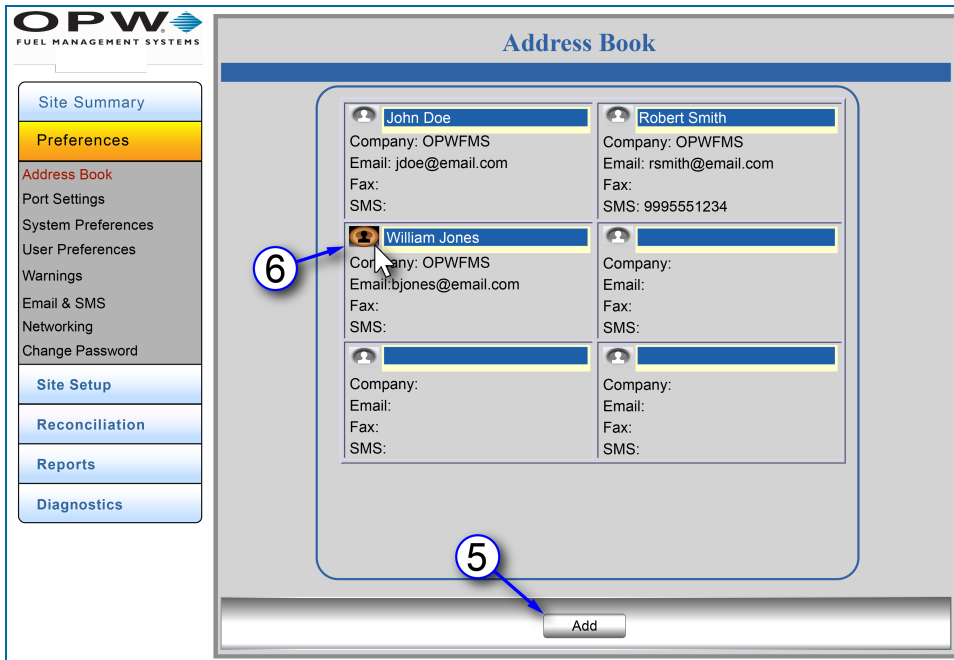 OPW
FUEL MANAGEMENT SYSTEMS
Site Summary
Preferences
Address Book
Port Settings
System Preferences
User Preferences
Warnings
Email & SMS
Networking
Change Password
Site Setup
Reconciliation
Reports
Diagnostics
Address Book
John Doe
Company: OPWFMS
Email: jdoe@email.com
Fax:
SMS:
Robert Smith
Company: OPWFMS
Email: rsmith@email.com
Fax:
SMS: 9995551234
6
William Jones
Company: OPWFMS
Email:bjones@email.com
Fax:
SMS:
Company:
Email:
Fax:
SMS:
Company:
Email:
Fax:
SMS:
Company:
Email:
Fax:
SMS:
5
Add